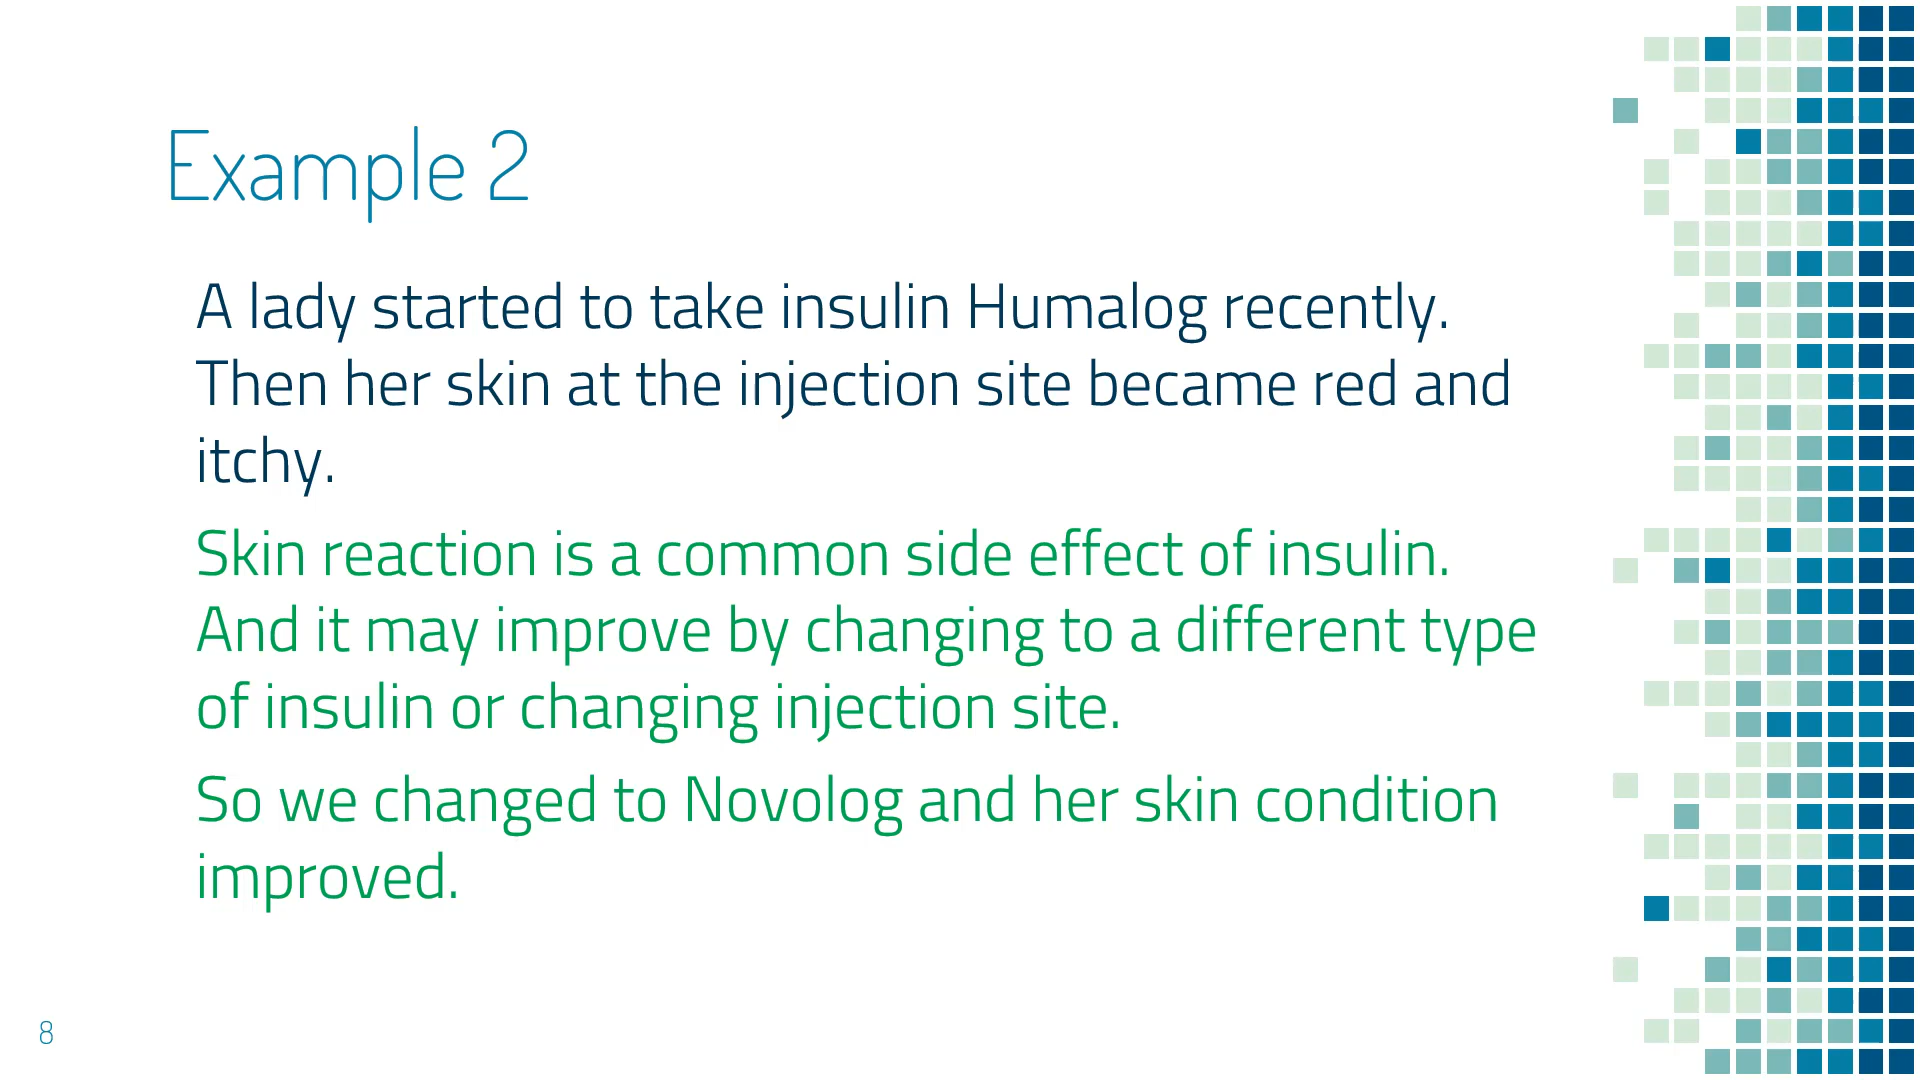 Example 2
A lady started to take insulin Humalog recently.
Then her skin at the injection site became red and
itchy.
Skin reaction is a common side effect of insulin.
And it may improve by changing to a different type
of insulin or changing injection site.
So we changed to Novolog and her skin condition
improved.
8